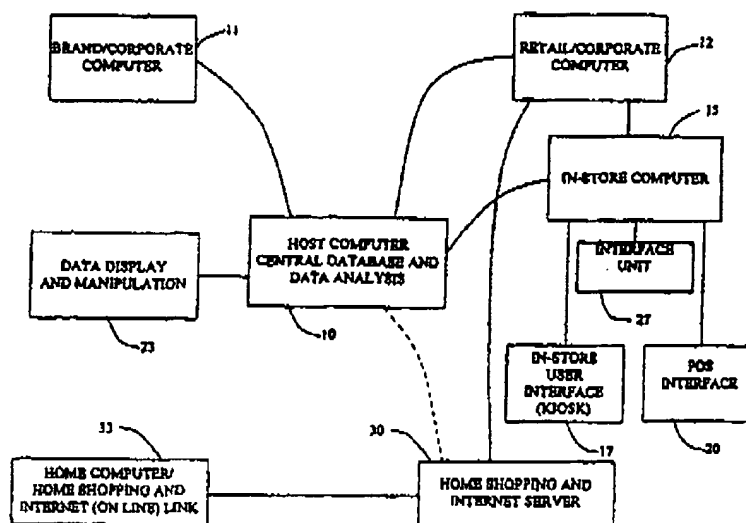 11
BRAND/CORPORATE
COMPUTER
RETAIL/CORPORATE
COMPUTER
12
15
IN-STORE COMPUTER
HOST COMPUTER
CENTRAL DATABASE AND
DATA ANALYSIS
10
INTERFACE
UNIT
27
DATA DISPLAY
AND MANIPULATION
23
IN-STORE
USER
INTERFACE
(KIOSK)
17
POS
INTERFACE
20
33
HOME COMPUTER/
HOME SHOPPING AND
INTERNET (ON LINE) LINK
30
HOME SHOPPING AND
INTERNET SERVER